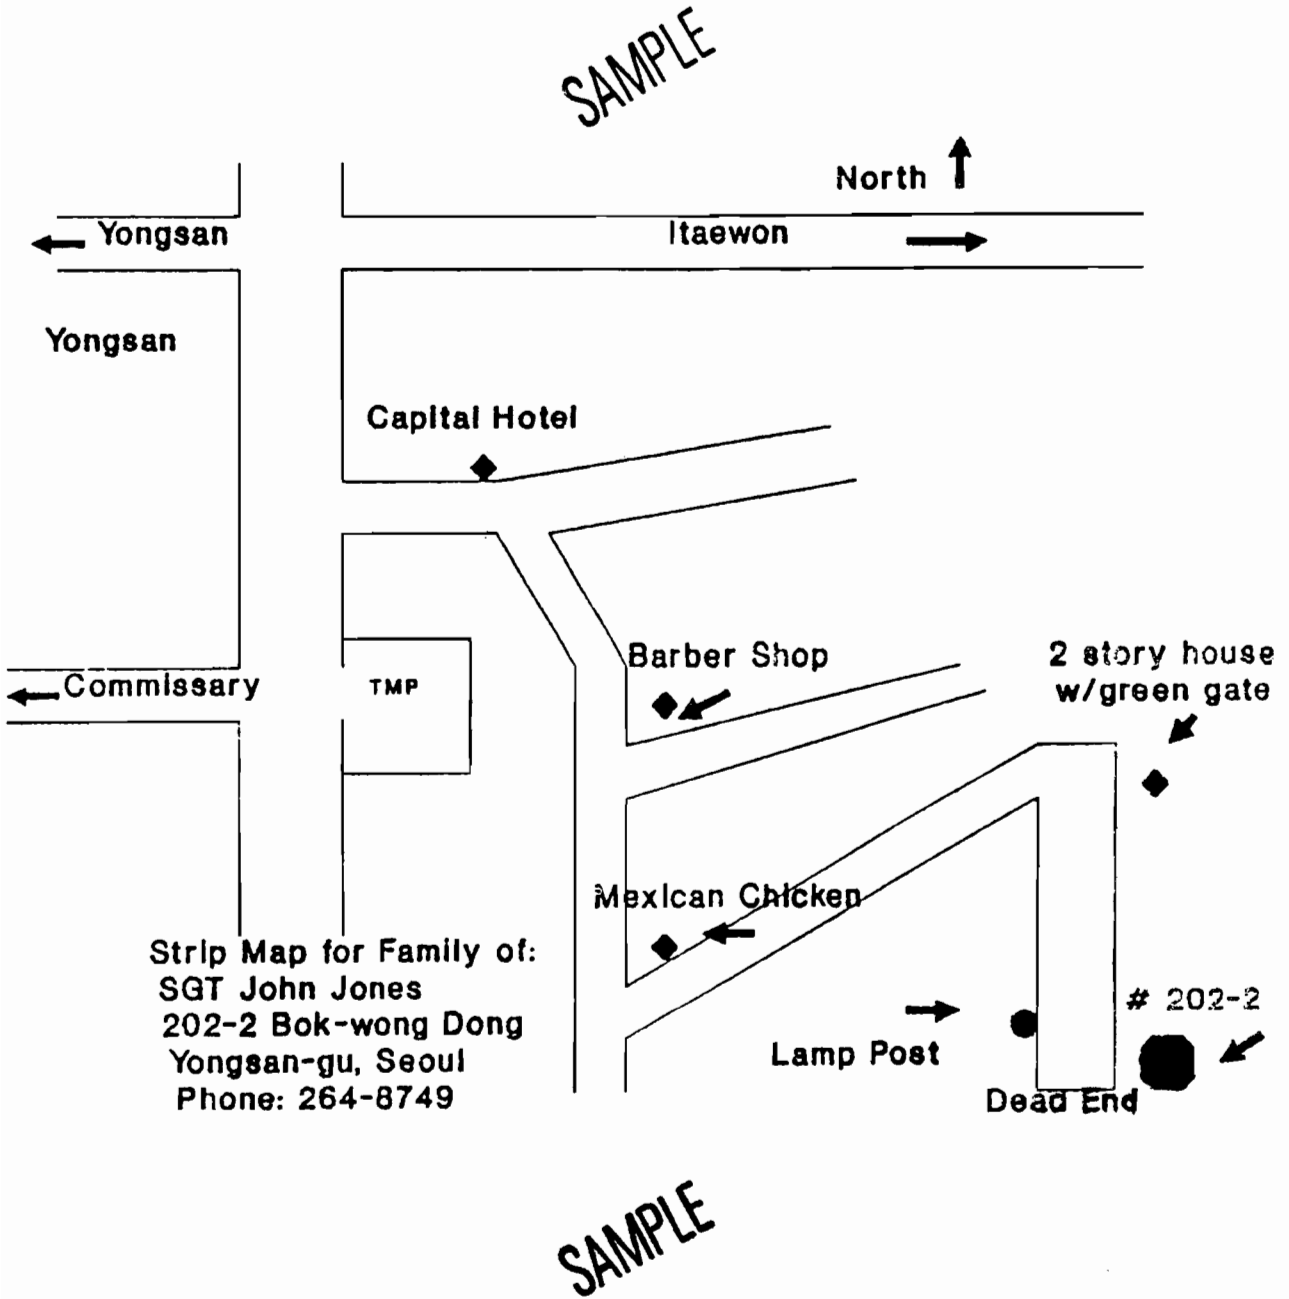 SAMPLE
North
Yongsan
Itaewon
Yongsan
Capital Hotel
Barber Shop
2 story house
w/green gate
Commissary
TMP
Mexican Chicken
Strip Map for Family of:
SGT John Jones
202-2 Bok-wong Dong
Yongsan-gu, Seoul
Phone: 264-8749
# 202-2
Lamp Post
Dead End
SAMPLE